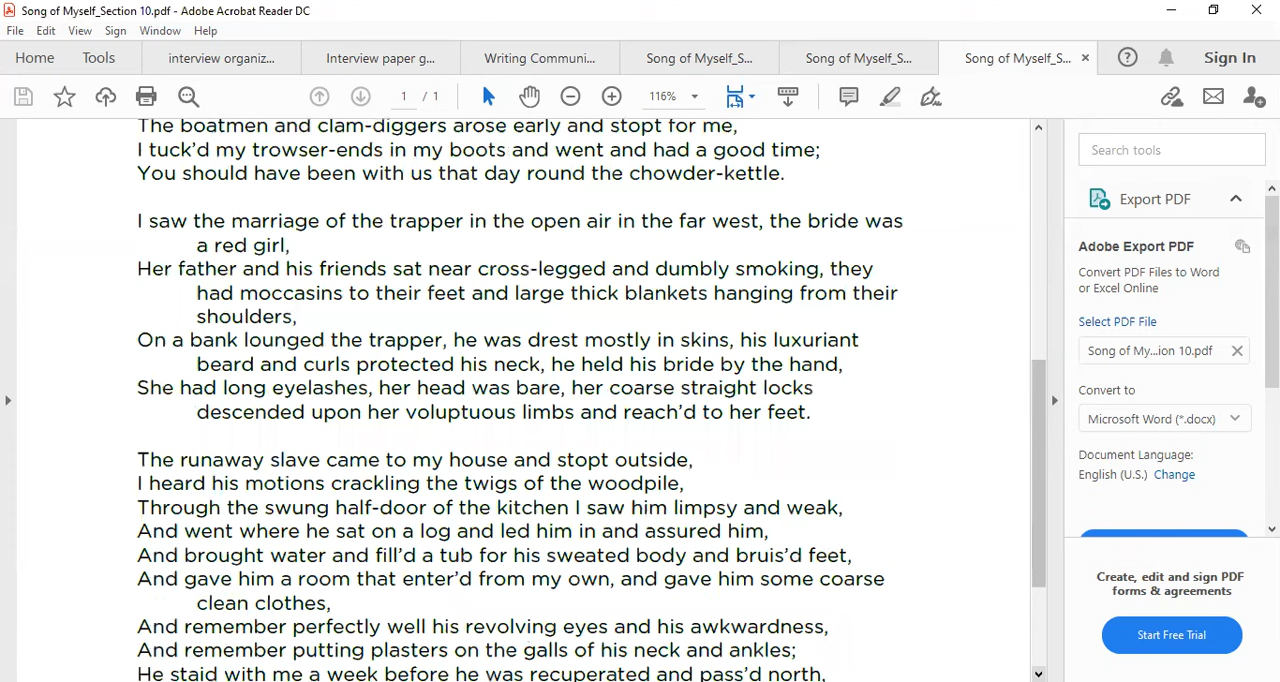 Song of Myself_Section 10.pdf - Adobe Acrobat Reader DC
File Edit View Sign Window Help
Home Tools interview organiz... Interview paper g... Writing Communi... Song of Myself_S... Song of Myself_S... Song of Myself_S... × Sign In
1 / 1 116%
The boatmen and clam-diggers arose early and stopt for me,
I tuck’d my trowser-ends in my boots and went and had a good time;
You should have been with us that day round the chowder-kettle.
I saw the marriage of the trapper in the open air in the far west, the bride was
a red girl,
Her father and his friends sat near cross-legged and dumbly smoking, they
had moccasins to their feet and large thick blankets hanging from their
shoulders,
On a bank lounged the trapper, he was drest mostly in skins, his luxuriant
beard and curls protected his neck, he held his bride by the hand,
She had long eyelashes, her head was bare, her coarse straight locks
descended upon her voluptuous limbs and reach’d to her feet.
The runaway slave came to my house and stopt outside,
I heard his motions crackling the twigs of the woodpile,
Through the swung half-door of the kitchen I saw him limpsy and weak,
And went where he sat on a log and led him in and assured him,
And brought water and fill’d a tub for his sweated body and bruis’d feet,
And gave him a room that enter’d from my own, and gave him some coarse
clean clothes,
And remember perfectly well his revolving eyes and his awkwardness,
And remember putting plasters on the galls of his neck and ankles;
He staid with me a week before he was recuperated and pass’d north,
Search tools
Export PDF
Adobe Export PDF
Convert PDF Files to Word
or Excel Online
Select PDF File
Song of My...ion 10.pdf
Convert to
Microsoft Word (*.docx)
Document Language:
English (U.S.) Change
Create, edit and sign PDF
forms & agreements
Start Free Trial